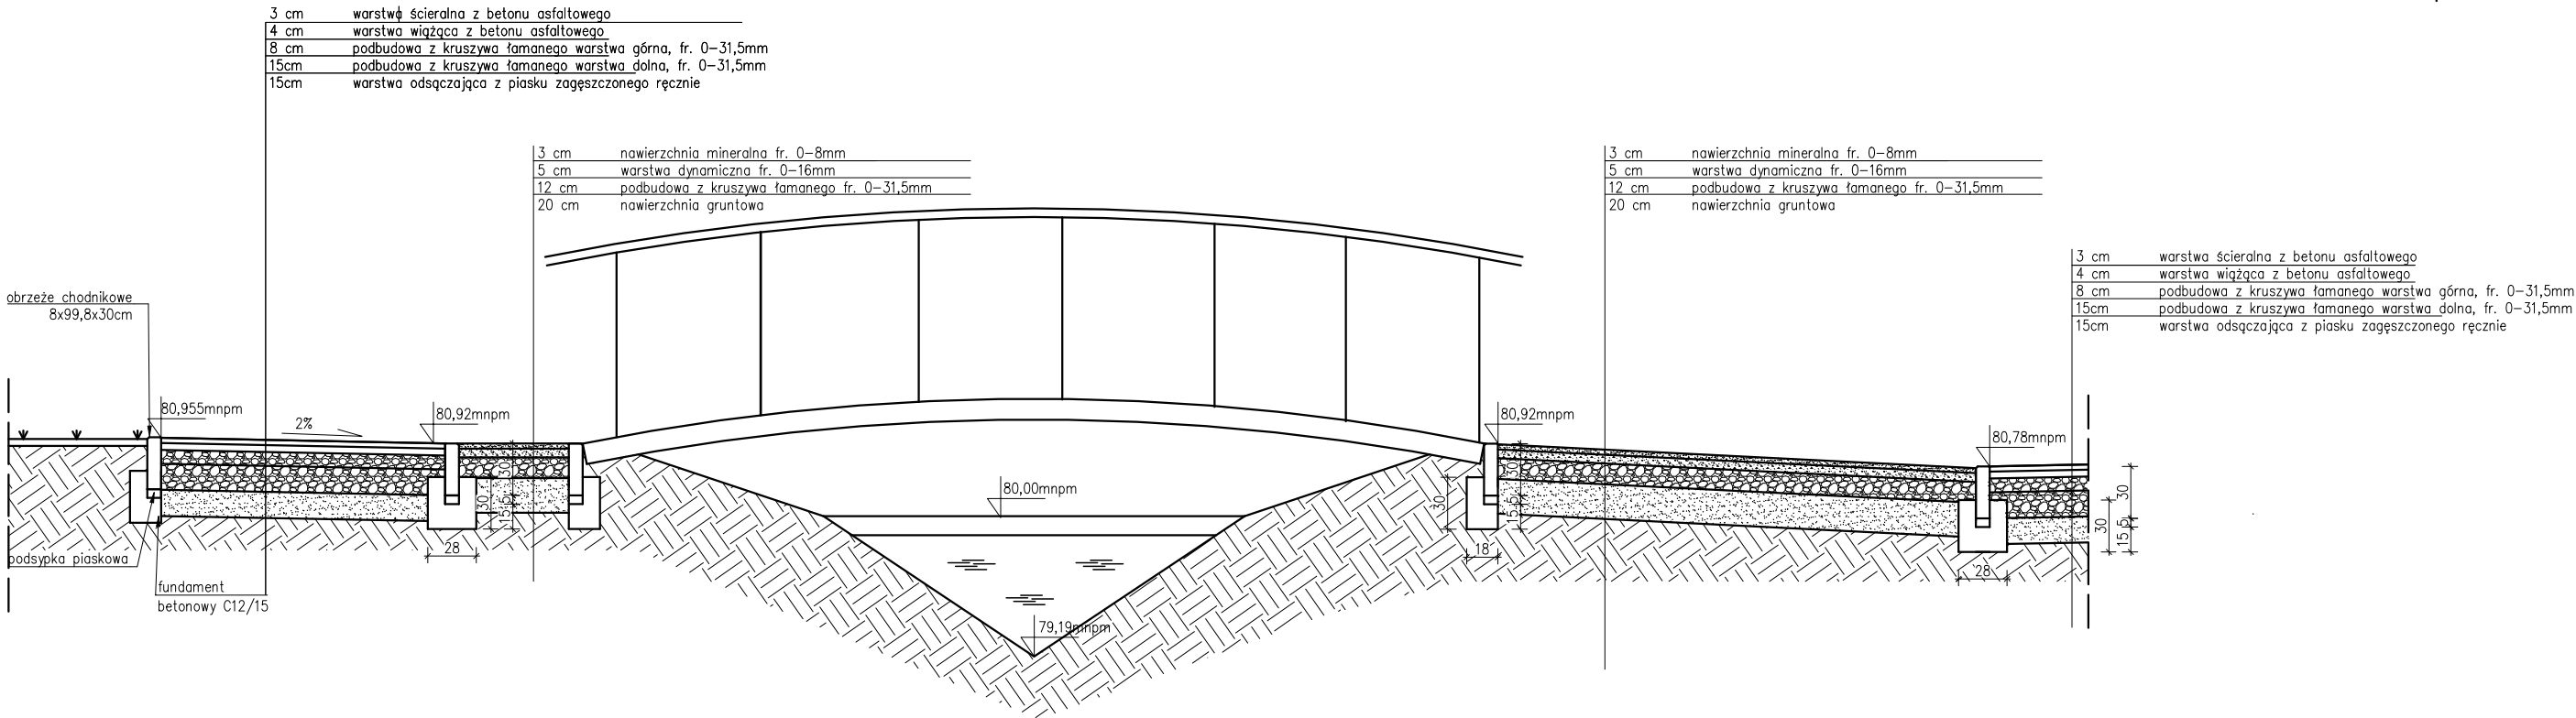 3 cm warstwa ścieralna z betonu asfaltowego
4 cm warstwa wiążąca z betonu asfaltowego
8 cm podbudowa z kruszywa łamanego warstwa górna, fr. 0-31,5mm
15cm podbudowa z kruszywa łamanego warstwa dolna, fr. 0-31,5mm
15cm warstwa odsączająca z piasku zagęszczonego ręcznie
3 cm nawierzchnia mineralna fr. 0-8mm
5 cm warstwa dynamiczna fr. 0-16mm
12 cm podbudowa z kruszywa łamanego fr. 0-31,5mm
20 cm nawierzchnia gruntowa
3 cm nawierzchnia mineralna fr. 0-8mm
5 cm warstwa dynamiczna fr. 0-16mm
12 cm podbudowa z kruszywa łamanego fr. 0-31,5mm
20 cm nawierzchnia gruntowa
3 cm warstwa ścieralna z betonu asfaltowego
4 cm warstwa wiążąca z betonu asfaltowego
8 cm podbudowa z kruszywa łamanego warstwa górna, fr. 0-31,5mm
15cm podbudowa z kruszywa łamanego warstwa dolna, fr. 0-31,5mm
15cm warstwa odsączająca z piasku zagęszczonego ręcznie
obrzeże chodnikowe
8x99,8x30cm
80,955mnpm
2%
80,92mnpm
80,92mnpm
80,78mnpm
80,00mnpm
79,19mnpm
30
30
15
5
28
30
30
15
5
18
30
30
15
5
28
podsypka piaskowa
fundament
betonowy C12/15